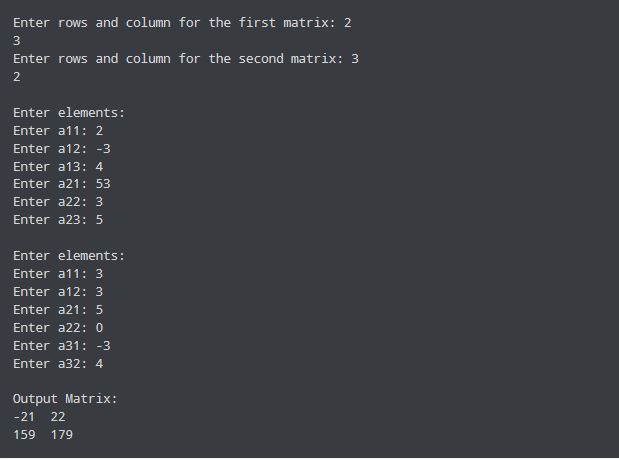 Enter rows and column for the first matrix: 2
3
Enter rows and column for the second matrix: 3
2
Enter elements:
Enter a11: 2
Enter a12: -3
Enter a13: 4
Enter a21: 53
Enter a22: 3
Enter a23: 5
Enter elements:
Enter a11: 3
Enter a12: 3
Enter a21: 5
Enter a22: 0
Enter a31: -3
Enter a32: 4
Output Matrix:
-21  22
159  179